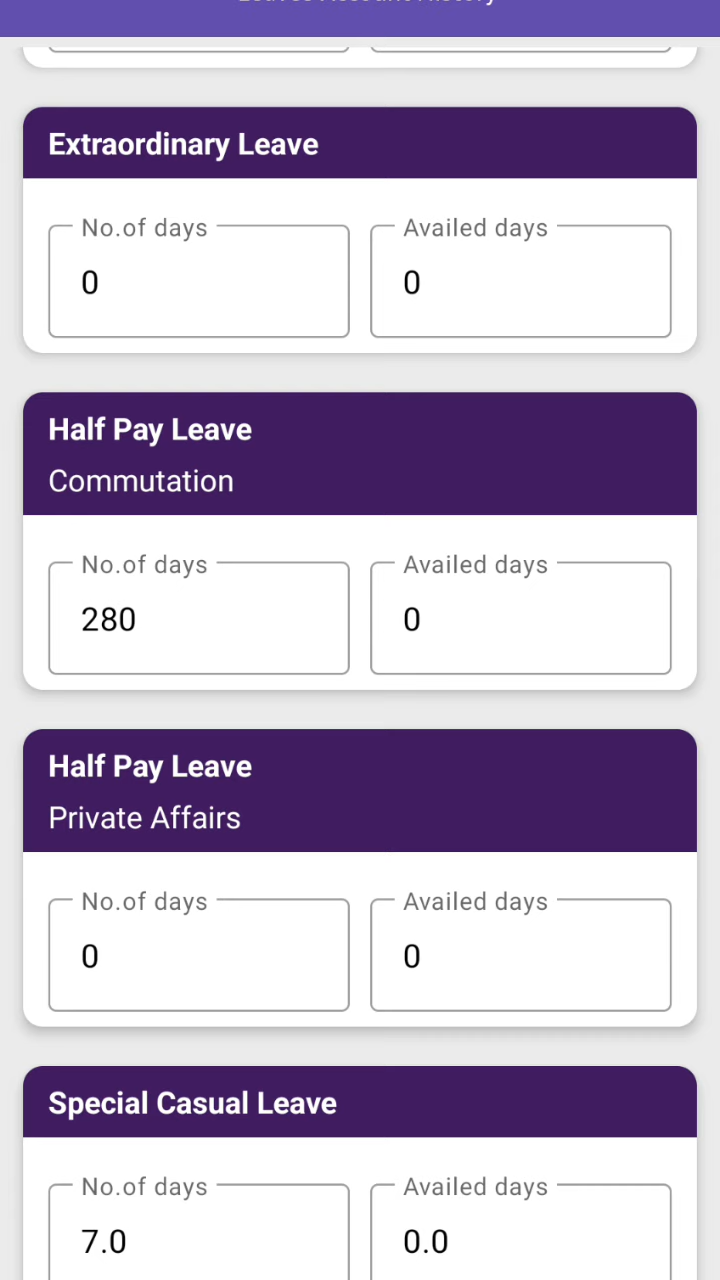 Extraordinary Leave
No.of days
Availed days
0
0
Half Pay Leave
Commutation
No.of days
Availed days
280
0
Half Pay Leave
Private Affairs
No.of days
Availed days
0
0
Special Casual Leave
No.of days
Availed days
7.0
0.0